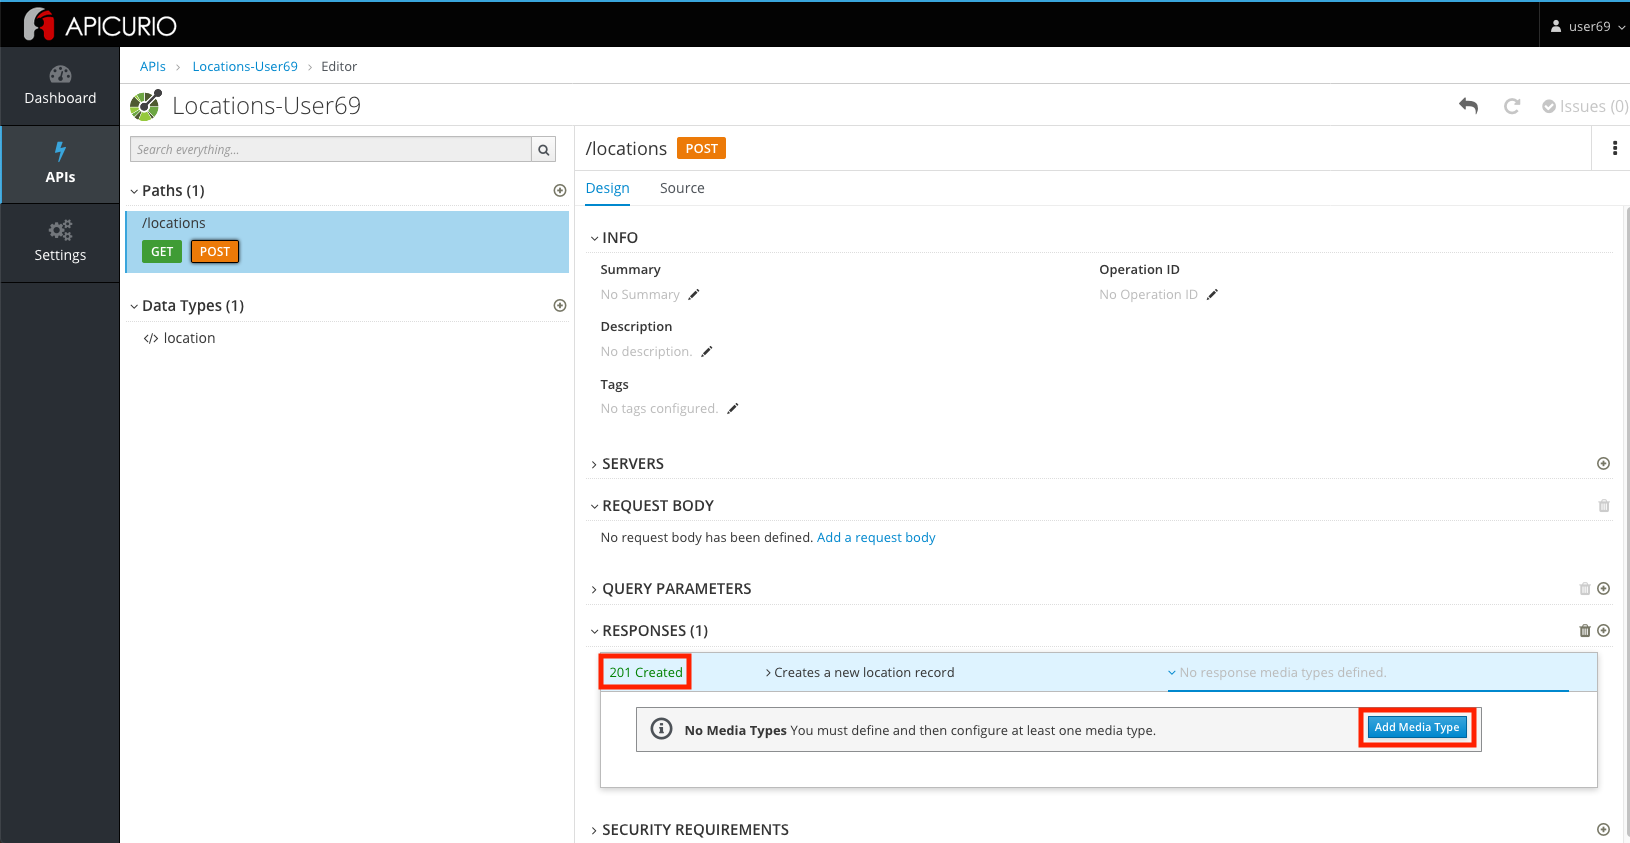 APICURIO
user69
Dashboard
APIs
Settings
APIs
Locations-User69
Editor
Locations-User69
Issues (0)
Search everything...
Paths (1)
/locations
GET
POST
Data Types (1)
</> location
/locations
POST
Design
Source
INFO
Summary
No Summary
Operation ID
No Operation ID
Description
No description.
Tags
No tags configured.
SERVERS
REQUEST BODY
No request body has been defined. Add a request body
QUERY PARAMETERS
RESPONSES (1)
201 Created
Creates a new location record
No response media types defined.
No Media Types You must define and then configure at least one media type.
Add Media Type
SECURITY REQUIREMENTS